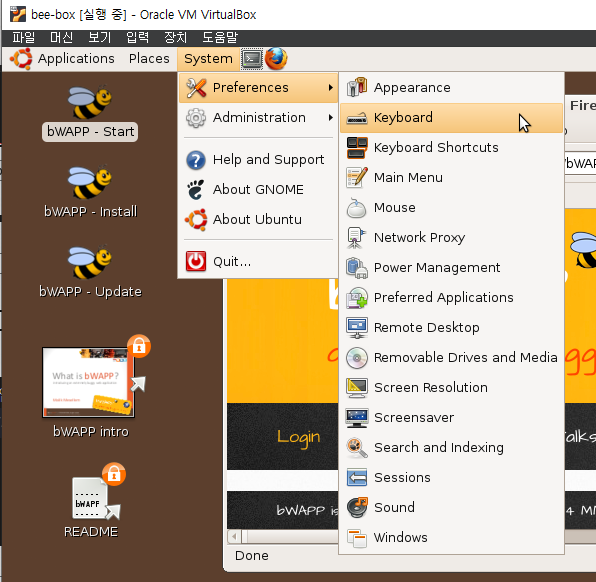 bee-box [실행 중] - Oracle VM VirtualBox
파일 머신 보기 입력 장치 도움말
Applications Places System
Preferences
Administration
Help and Support
About GNOME
About Ubuntu
Quit...
Appearance
Keyboard
Keyboard Shortcuts
Main Menu
Mouse
Network Proxy
Power Management
Preferred Applications
Remote Desktop
Removable Drives and Media
Screen Resolution
Screensaver
Search and Indexing
Sessions
Sound
Windows
bWAPP - Start
bWAPP - Install
bWAPP - Update
What is bWAPP?
bWAPP intro
bWAPP
README
Fire
/bWAP
Login
Talks
bWAPP is
Done